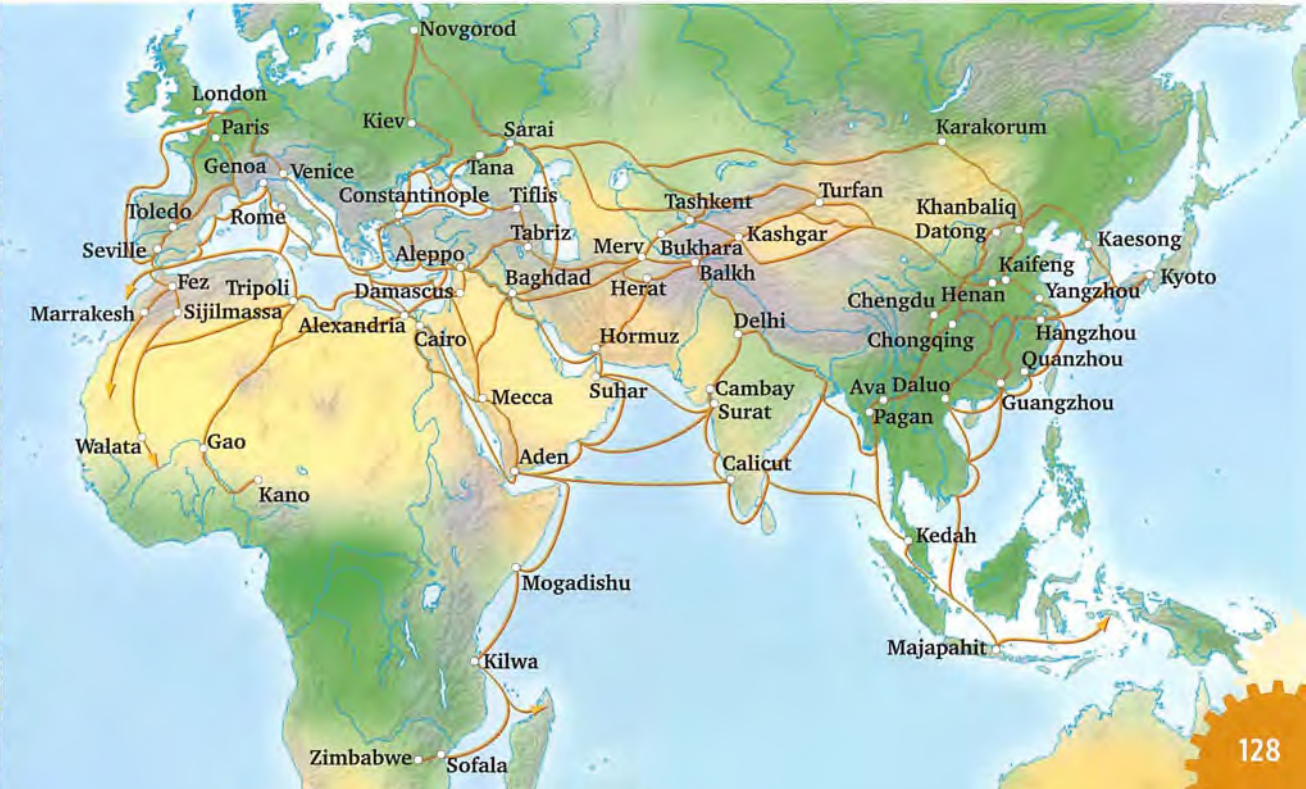 Novgorod
London
Kiev
Paris
Sarai
Karakorum
Genoa
Venice
Tana
Constantinople
Tiflis
Turfan
Toledo
Rome
Tashkent
Khanbaliq
Tabriz
Datong
Seville
Aleppo
Merv
Bukhara
Kashgar
Kaesong
Kaifeng
Kyoto
Fez
Tripoli
Baghdad
Balkh
Damascus
Herat
Chengdu
Henan
Yangzhou
Marrakesh
Sijilmassa
Alexandria
Cairo
Hormuz
Delhi
Chongqing
Hangzhou
Quanzhou
Mecca
Suhar
Cambay
Surat
Ava
Daluo
Guangzhou
Pagan
Walata
Gao
Aden
Calicut
Kano
Kedah
Mogadishu
Majapahit
Kilwa
Zimbabwe
Sofala
128